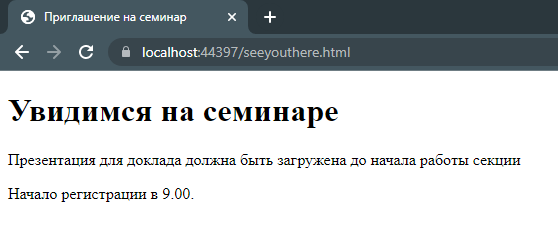 Приглашение на семинар
localhost:44397/seeyouthere.html
Увидимся на семинаре
Презентация для доклада должна быть загружена до начала работы секции
Начало регистрации в 9.00.